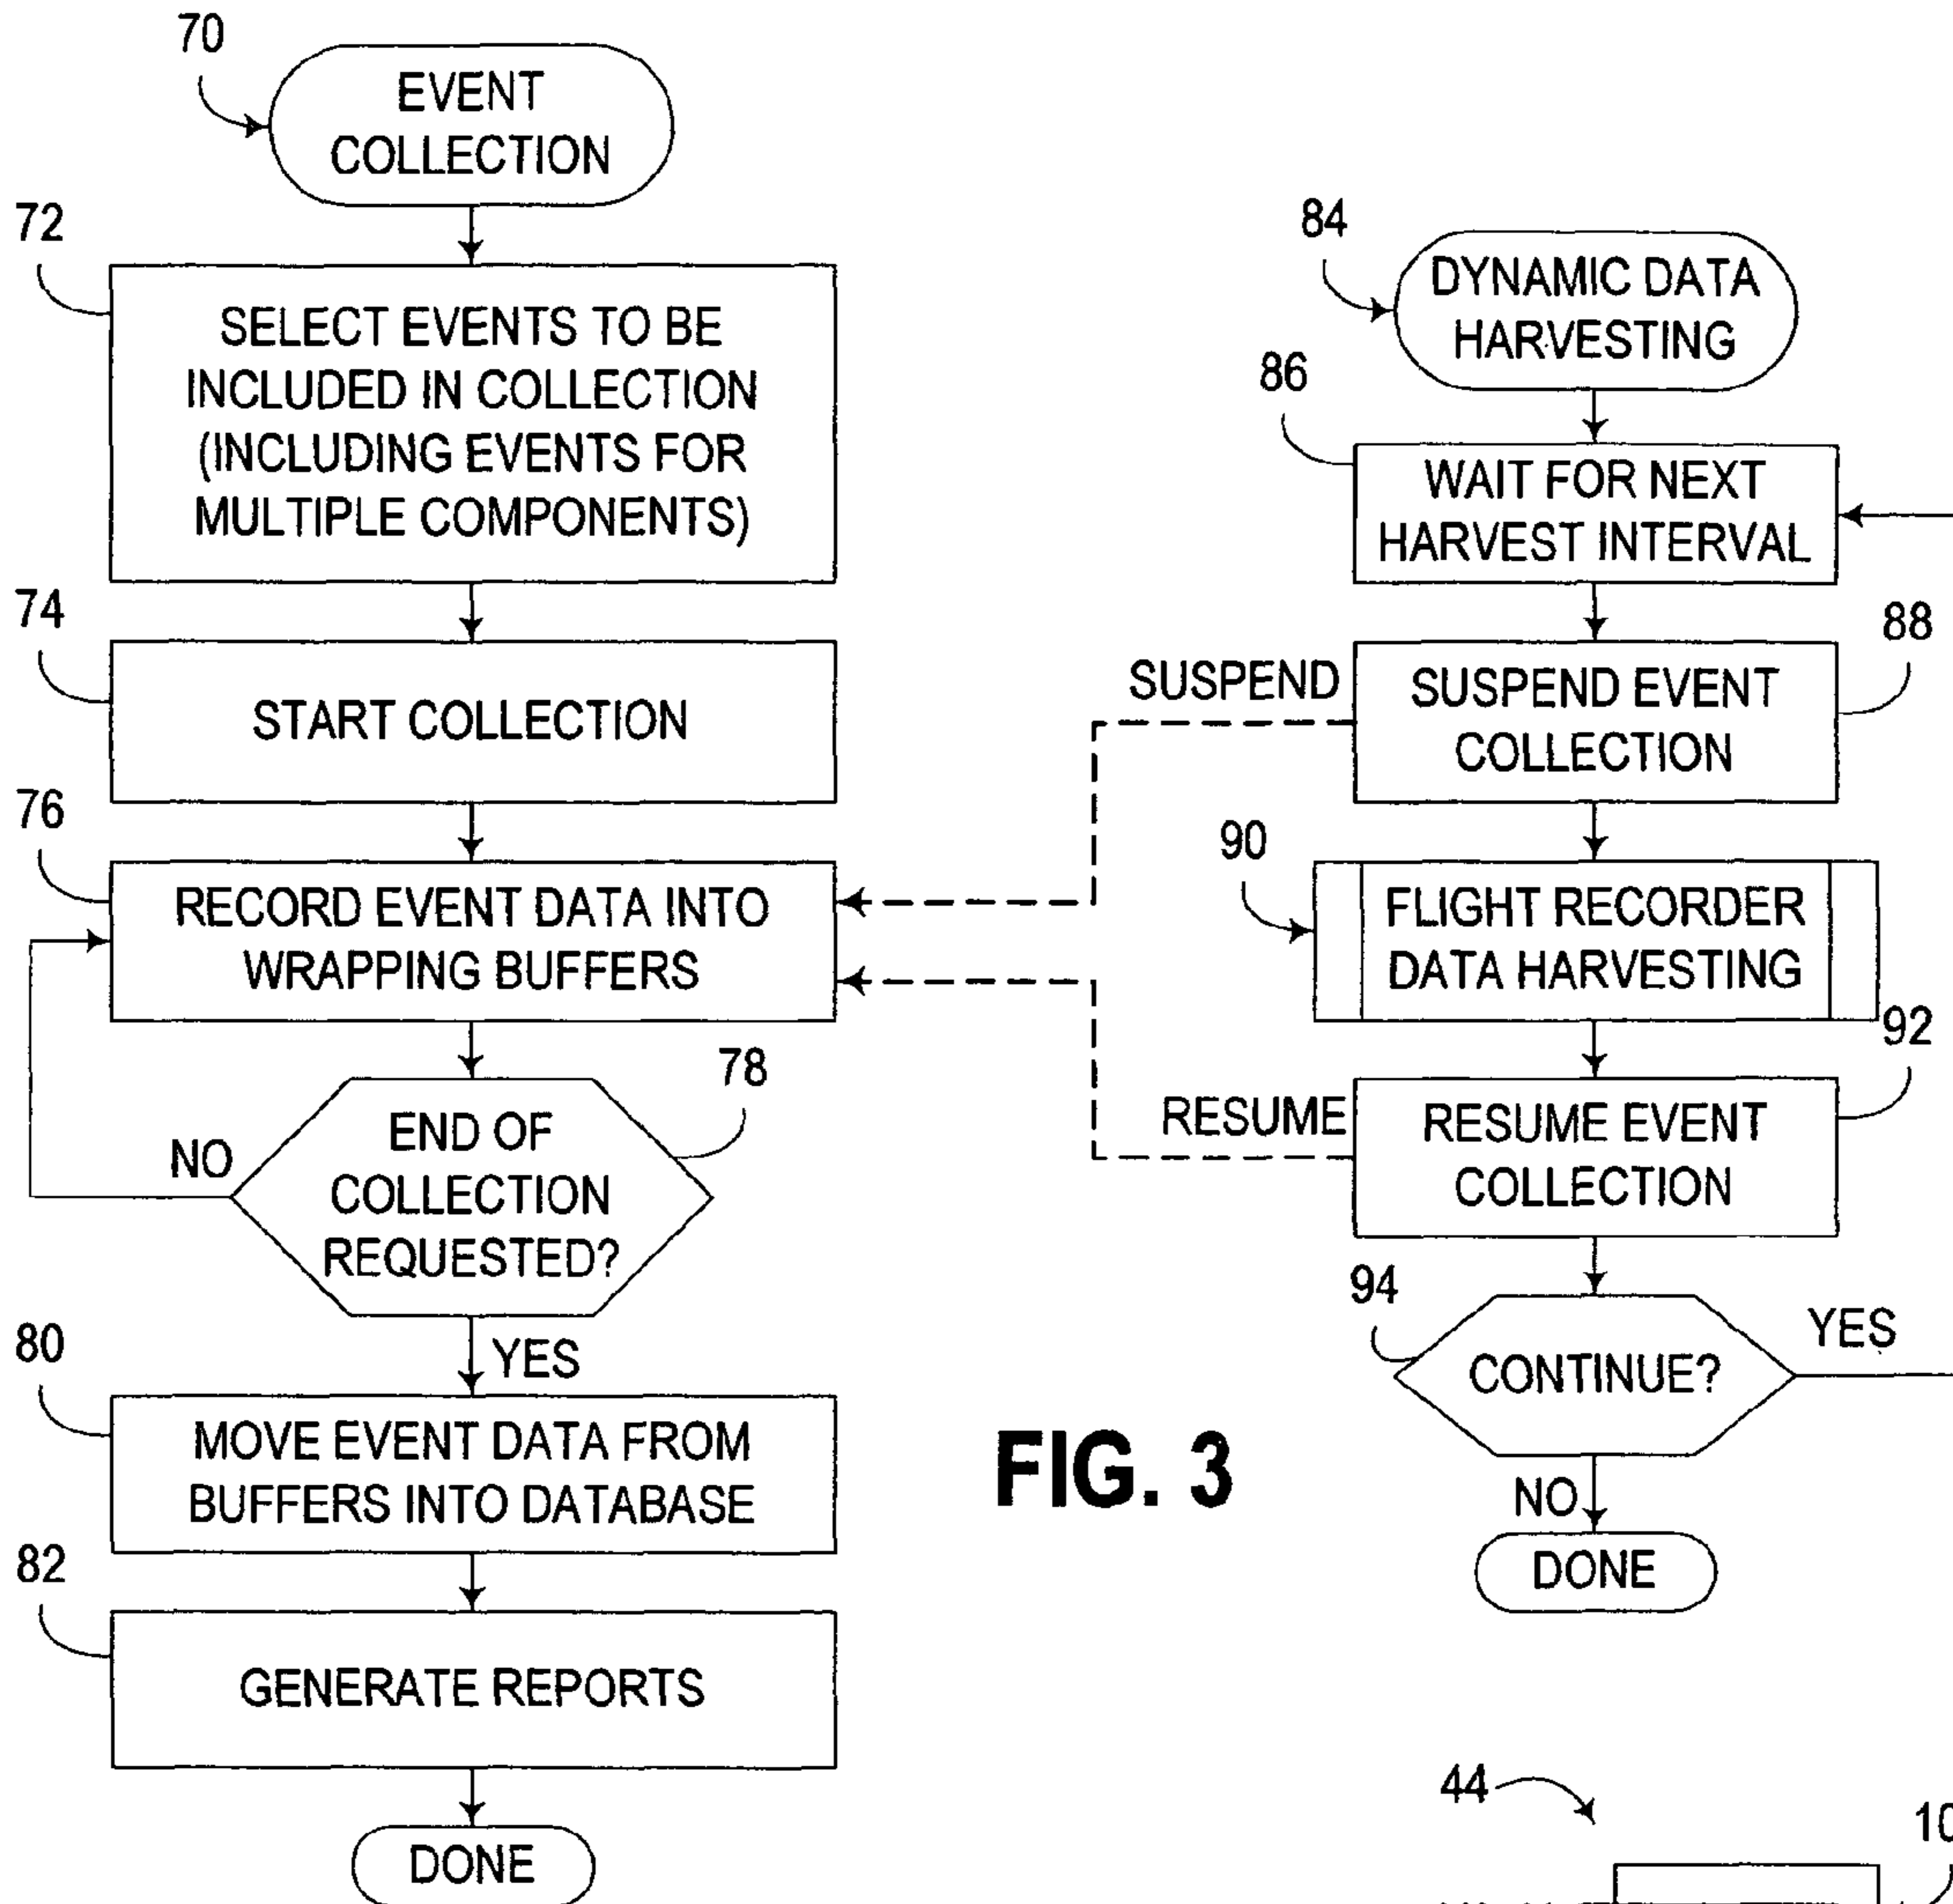 70
EVENT
COLLECTION
72
SELECT EVENTS TO BE
INCLUDED IN COLLECTION
(INCLUDING EVENTS FOR
MULTIPLE COMPONENTS)
74
START COLLECTION
76
RECORD EVENT DATA INTO
WRAPPING BUFFERS
78
END OF
COLLECTION
REQUESTED?
NO
YES
80
MOVE EVENT DATA FROM
BUFFERS INTO DATABASE
82
GENERATE REPORTS
DONE
84
DYNAMIC DATA
HARVESTING
86
WAIT FOR NEXT
HARVEST INTERVAL
88
SUSPEND
SUSPEND EVENT
COLLECTION
90
FLIGHT RECORDER
DATA HARVESTING
92
RESUME
RESUME EVENT
COLLECTION
94
CONTINUE?
YES
NO
DONE
FIG. 3
44